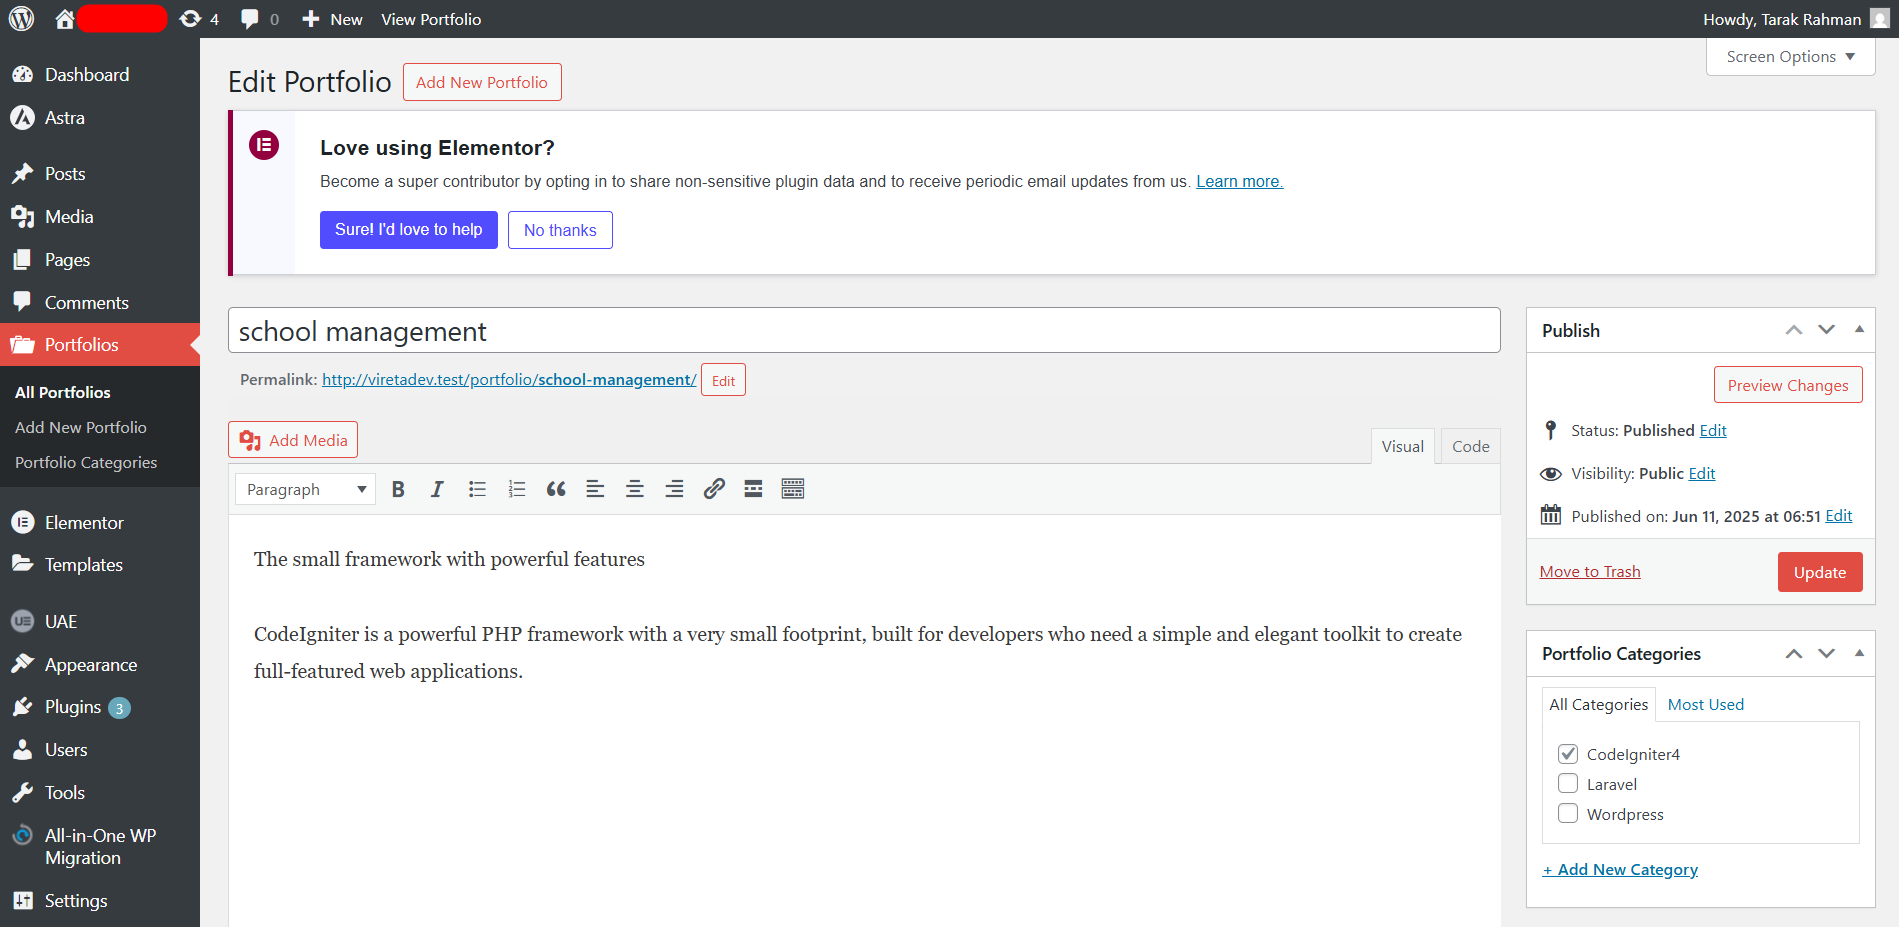 4 0 New View Portfolio Howdy, Tarak Rahman
Screen Options
Dashboard
Astra
Posts
Media
Pages
Comments
Portfolios
All Portfolios
Add New Portfolio
Portfolio Categories
Elementor
Templates
UAE
Appearance
Plugins 3
Users
Tools
All-in-One WP
Migration
Settings
Edit Portfolio Add New Portfolio
Love using Elementor?
Become a super contributor by opting in to share non-sensitive plugin data and to receive periodic email updates from us. Learn more.
Sure! I'd love to help No thanks
school management
Permalink: http://viretadev.test/portfolio/school-management/ Edit
Add Media
Visual Code
Paragraph B I
The small framework with powerful features
CodeIgniter is a powerful PHP framework with a very small footprint, built for developers who need a simple and elegant toolkit to create
full-featured web applications.
Publish
Preview Changes
Status: Published Edit
Visibility: Public Edit
Published on: Jun 11, 2025 at 06:51 Edit
Move to Trash Update
Portfolio Categories
All Categories Most Used
CodeIgniter4
Laravel
Wordpress
+ Add New Category